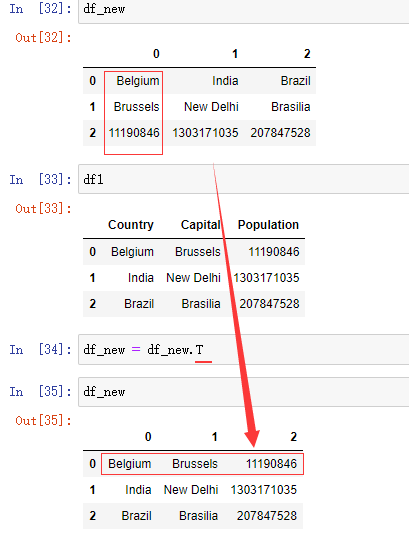 In [32]: df_new
Out[32]:
0 1 2
0 Belgium India Brazil
1 Brussels New Delhi Brasilia
2 11190846 1303171035 207847528
In [33]: df1
Out[33]:
Country Capital Population
0 Belgium Brussels 11190846
1 India New Delhi 1303171035
2 Brazil Brasilia 207847528
In [34]: df_new = df_new.T
In [35]: df_new
Out[35]:
0 1 2
0 Belgium Brussels 11190846
1 India New Delhi 1303171035
2 Brazil Brasilia 207847528